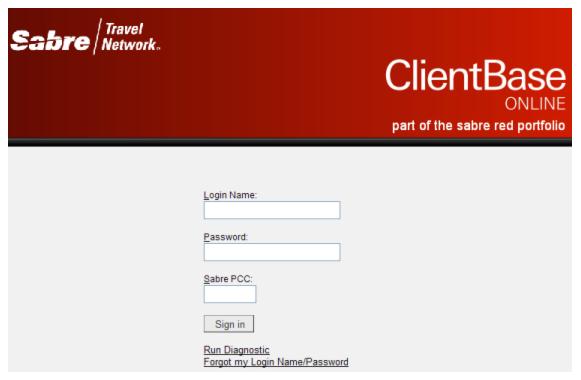 Sabre Travel Network℠
ClientBase
ONLINE
part of the sabre red portfolio
Login Name:
Password:
Sabre PCC:
Sign in
Run Diagnostic
Forgot my Login Name/Password